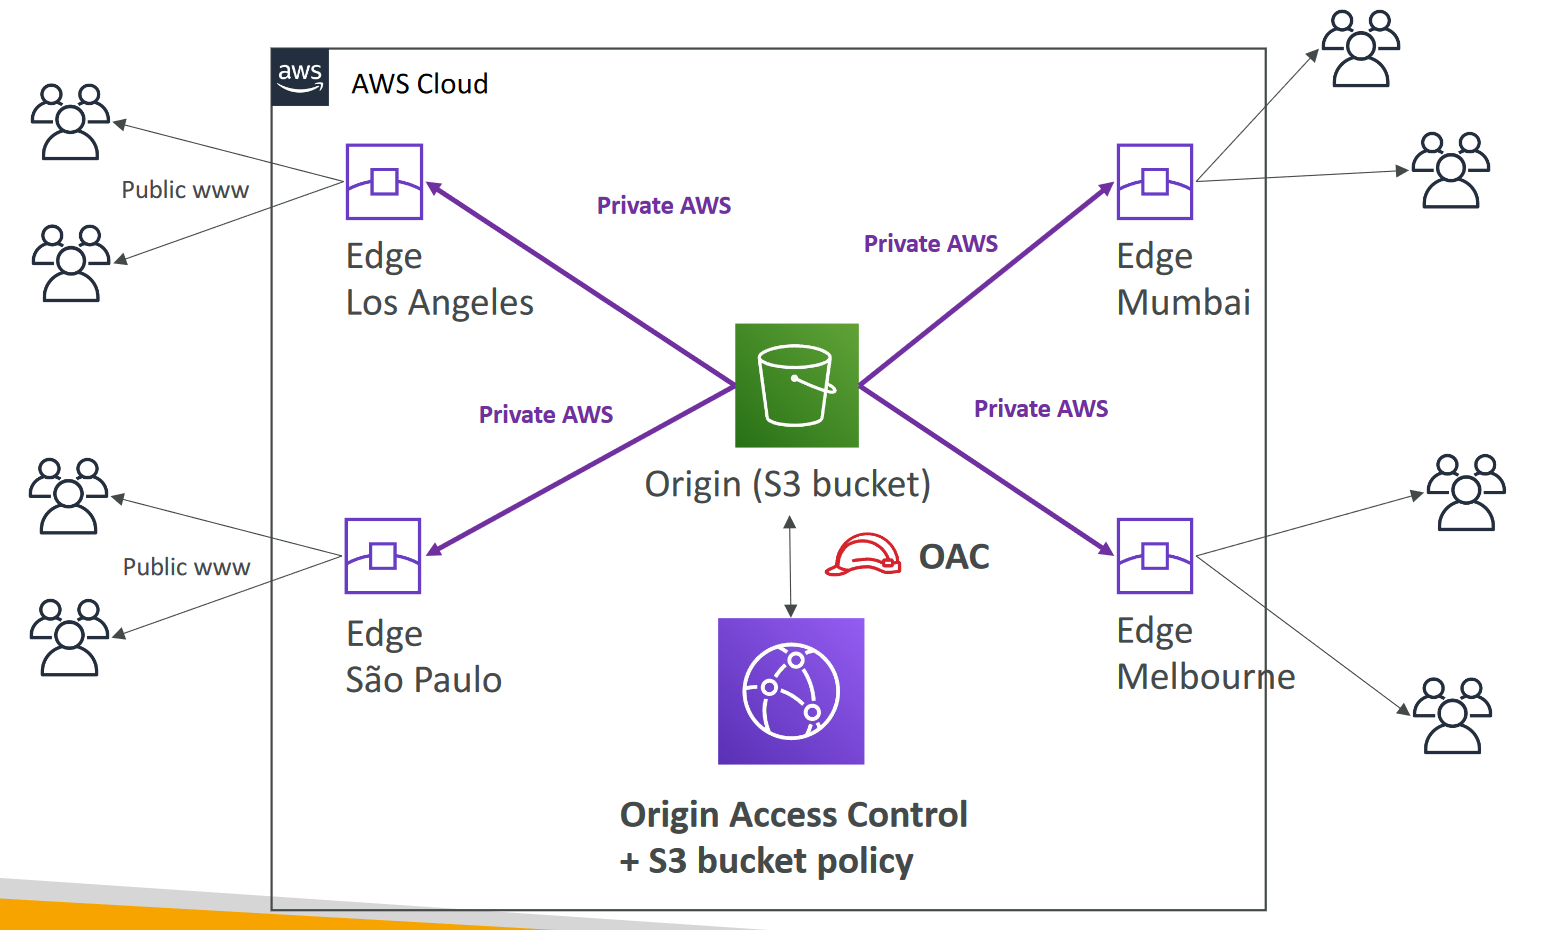 aws
AWS Cloud
Public www
Edge
Los Angeles
Private AWS
Private AWS
Edge
Mumbai
Private AWS
Private AWS
Origin (S3 bucket)
OAC
Public www
Edge
São Paulo
Edge
Melbourne
Origin Access Control
+ S3 bucket policy